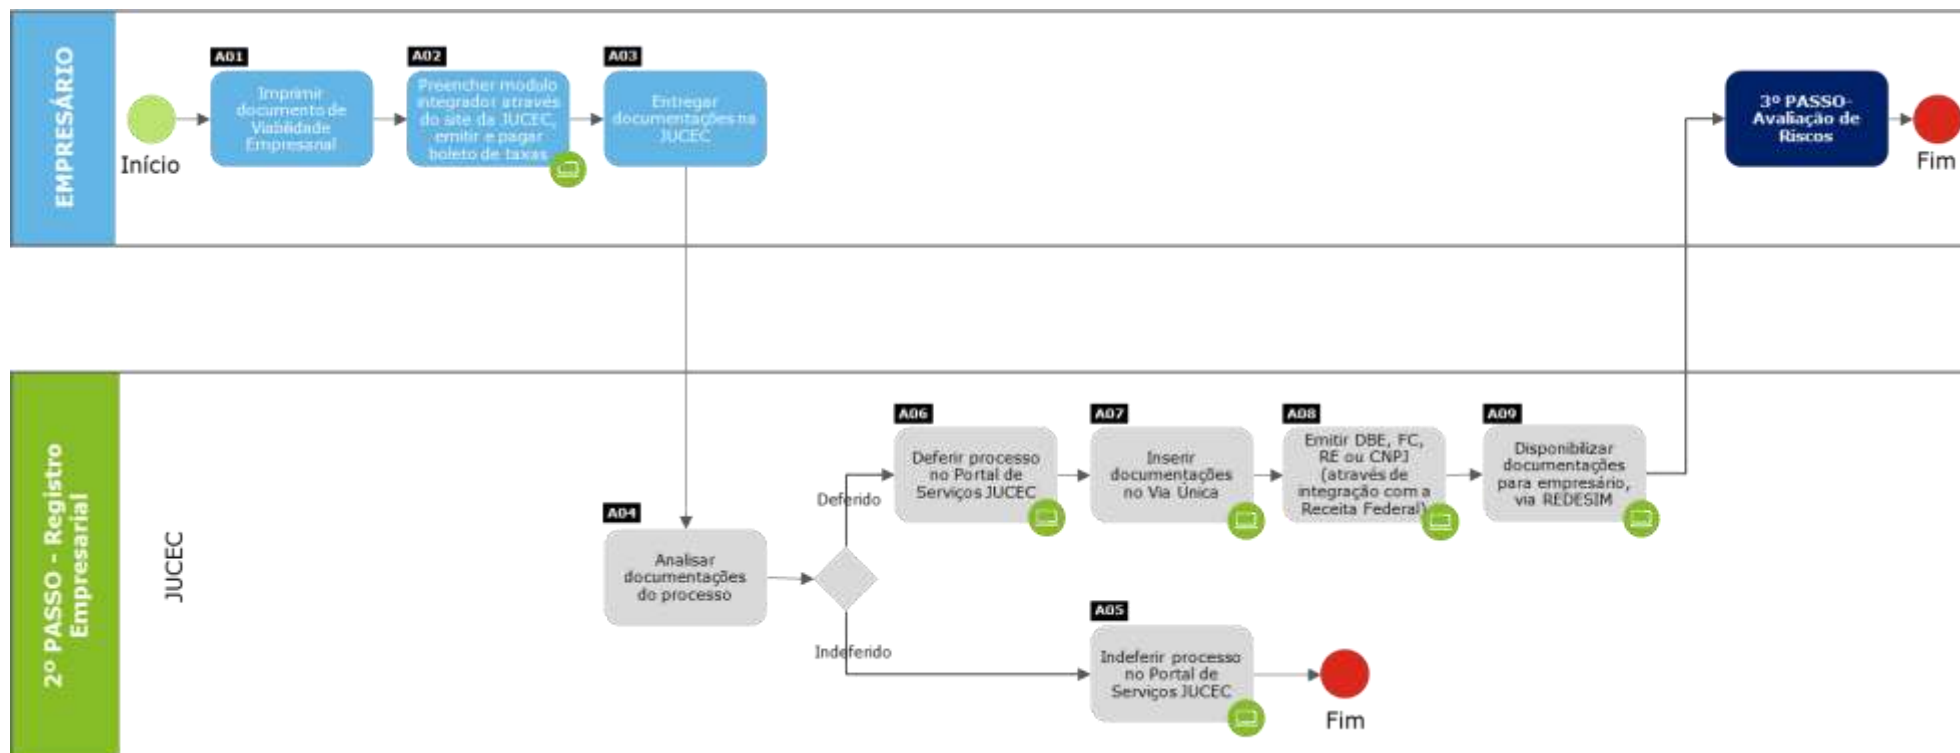 EMPRESÁRIO
Início
A01
Imprimir
documento de
Viabilidade
Empresarial
A02
Preencher modulo
integrador através
do site da JUCEC,
emitir e pagar
boleto de taxas
A03
Entregar
documentações na
JUCEC
3º PASSO-
Avaliação de
Riscos
Fim
2º PASSO - Registro
Empresarial
JUCEC
A04
Analisar
documentações
do processo
Deferido
Indeferido
A06
Deferir processo
no Portal de
Serviços JUCEC
A07
Inserir
documentações
no Via Única
A08
Emitir DBE, FC,
RE ou CNPJ
(através de
integração com a
Receita Federal)
A09
Disponibilizar
documentações
para empresário,
via REDESIM
A05
Indeferir processo
no Portal de
Serviços JUCEC
Fim